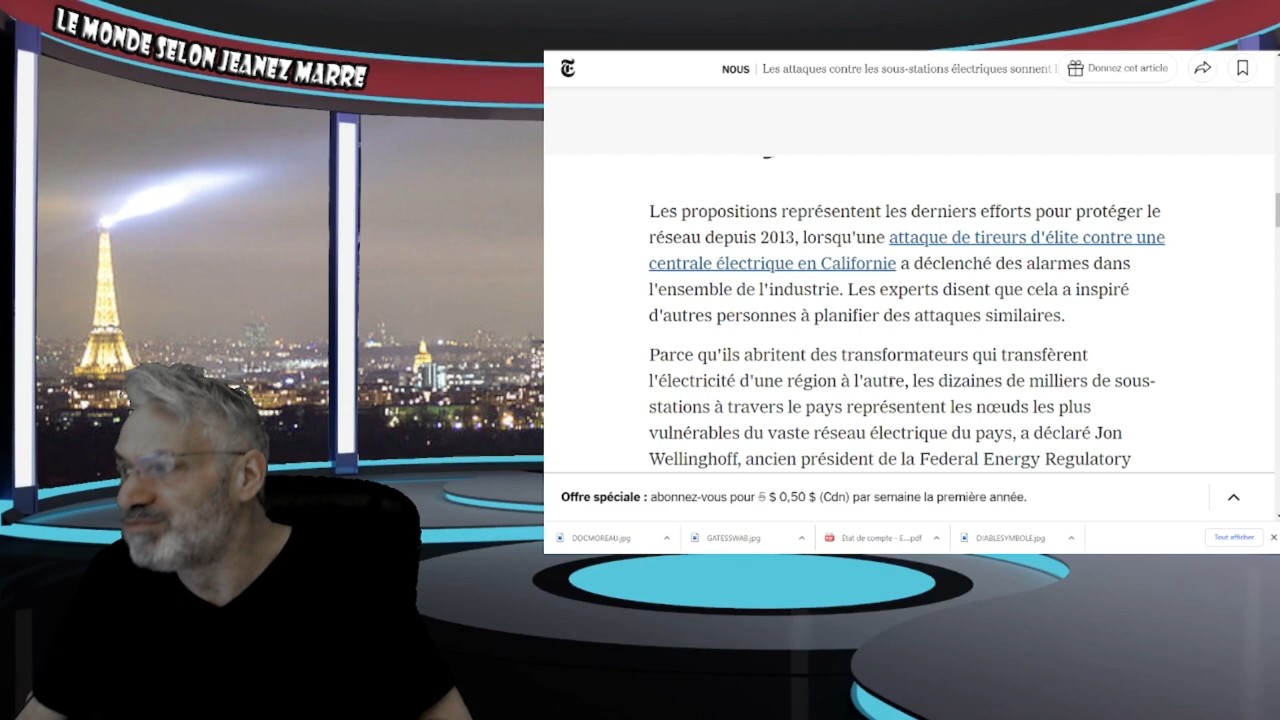 LE MONDE SELON JEANEZ MARRE
NOUS | Les attaques contre les sous-stations électriques sonnent
Donnez cet article
Les propositions représentent les derniers efforts pour protéger le
réseau depuis 2013, lorsqu'une attaque de tireurs d'élite contre une
centrale électrique en Californie a déclenché des alarmes dans
l'ensemble de l'industrie. Les experts disent que cela a inspiré
d'autres personnes à planifier des attaques similaires.
Parce qu'ils abritent des transformateurs qui transfèrent
l'électricité d'une région à l'autre, les dizaines de milliers de sous-
stations à travers le pays représentent les nœuds les plus
vulnérables du vaste réseau électrique du pays, a déclaré Jon
Wellinghoff, ancien président de la Federal Energy Regulatory
Offre spéciale : abonnez-vous pour 5 $ 0,50 $ (Cdn) par semaine la première année.
DOCMOREAU.jpg
GATESSWAB.jpg
État de compte - E....pdf
DIABLESYMBOLE.jpg
Tout afficher